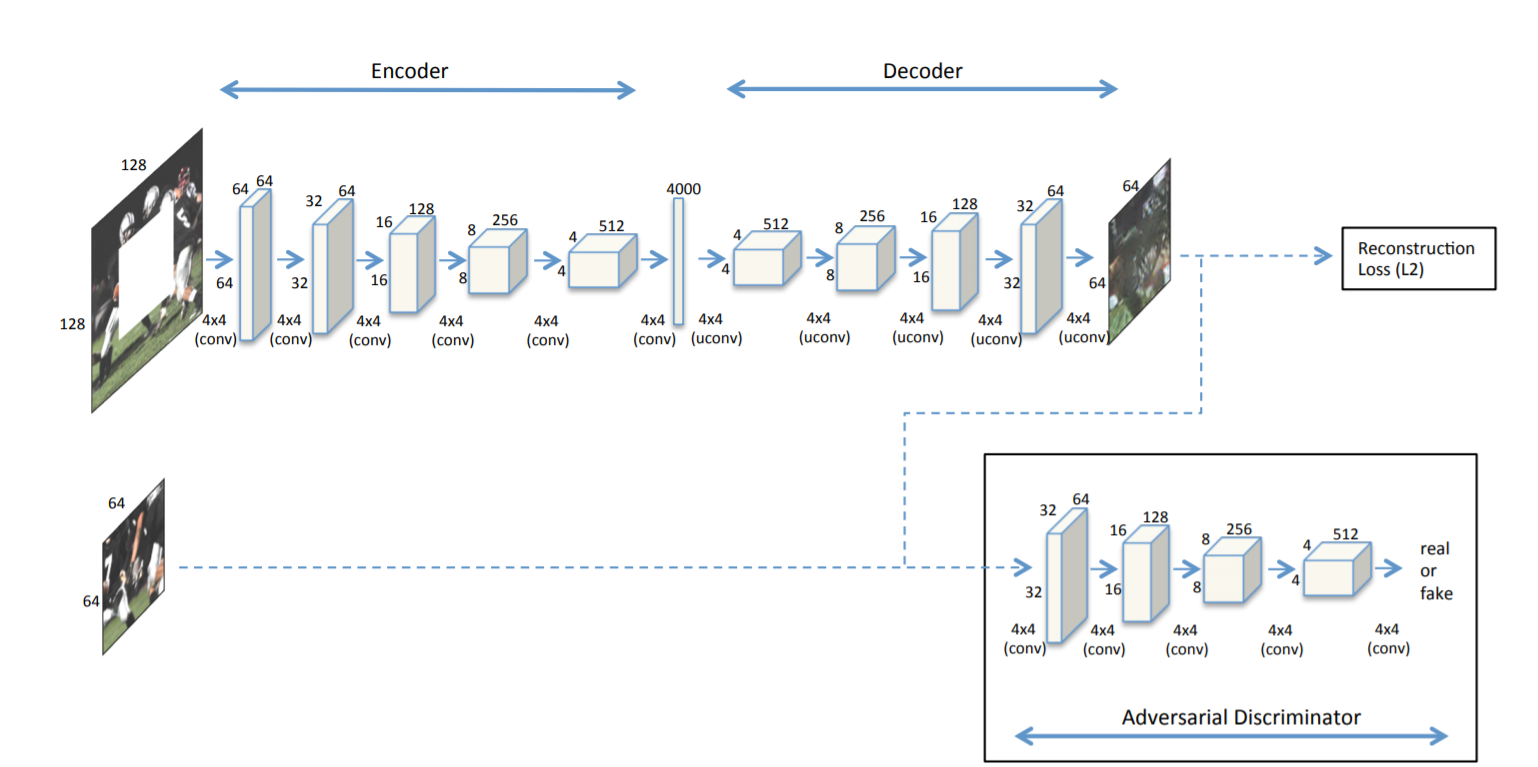 Encoder
Decoder
128
128
64 64
64
4x4
(conv)
32 64
32
4x4
(conv)
16 128
16
4x4
(conv)
8 256
8
4x4
(conv)
4 512
4
4x4
(conv)
4000
4x4
(conv)
4x4
(uconv)
4 512
4
4x4
(uconv)
8 256
8
4x4
(uconv)
16 128
16
4x4
(uconv)
32 64
32
4x4
(uconv)
64
64
Reconstruction
Loss (L2)
64
64
4x4
(conv)
32 64
32
4x4
(conv)
16 128
16
4x4
(conv)
8 256
8
4x4
(conv)
4 512
4
4x4
(conv)
real
or
fake
Adversarial Discriminator